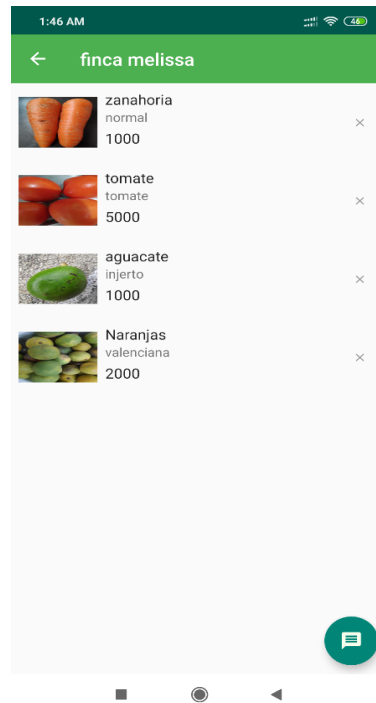 1:46 AM
46
finca melissa
zanahoria
normal
1000
tomate
tomate
5000
aguacate
injerto
1000
Naranjas
valenciana
2000